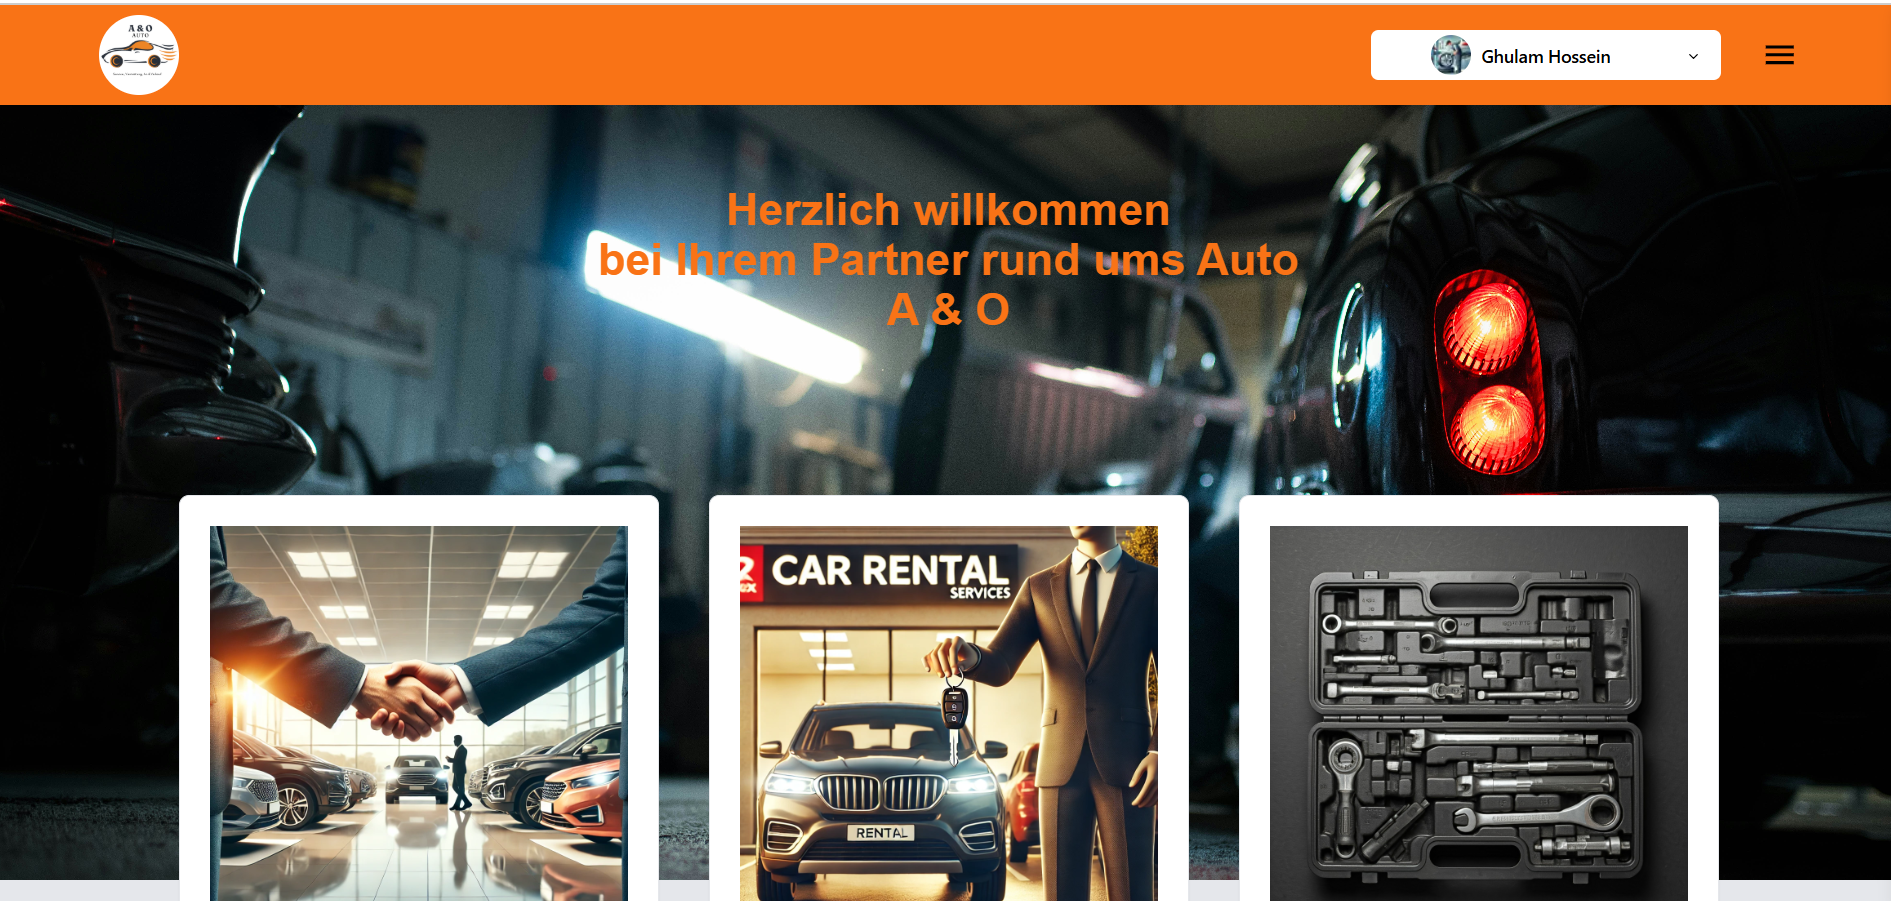 A & O
AUTO
Ghulam Hossein
Herzlich willkommen
bei Ihrem Partner rund ums Auto
A & O
CAR RENTAL
SERVICES
RENTAL